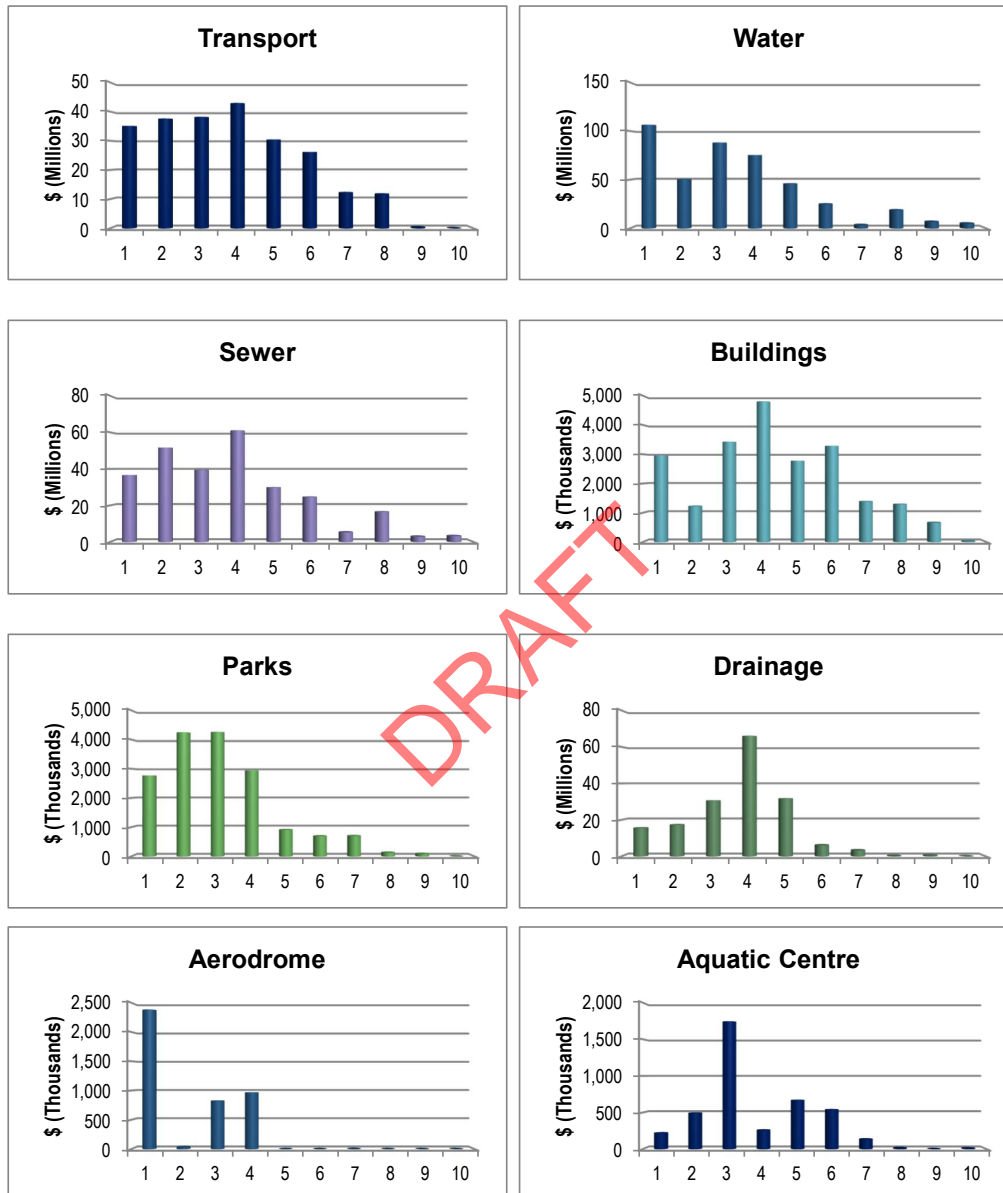 Transport
$ (Millions)
50
40
30
20
10
0
1 2 3 4 5 6 7 8 9 10
Water
$ (Millions)
150
100
50
0
1 2 3 4 5 6 7 8 9 10
Sewer
$ (Millions)
80
60
40
20
0
1 2 3 4 5 6 7 8 9 10
Buildings
$ (Thousands)
5,000
4,000
3,000
2,000
1,000
0
1 2 3 4 5 6 7 8 9 10
DRAFT
Parks
$ (Thousands)
5,000
4,000
3,000
2,000
1,000
0
1 2 3 4 5 6 7 8 9 10
Drainage
$ (Millions)
80
60
40
20
0
1 2 3 4 5 6 7 8 9 10
Aerodrome
$ (Thousands)
2,500
2,000
1,500
1,000
500
0
1 2 3 4 5 6 7 8 9 10
Aquatic Centre
$ (Thousands)
2,000
1,500
1,000
500
0
1 2 3 4 5 6 7 8 9 10